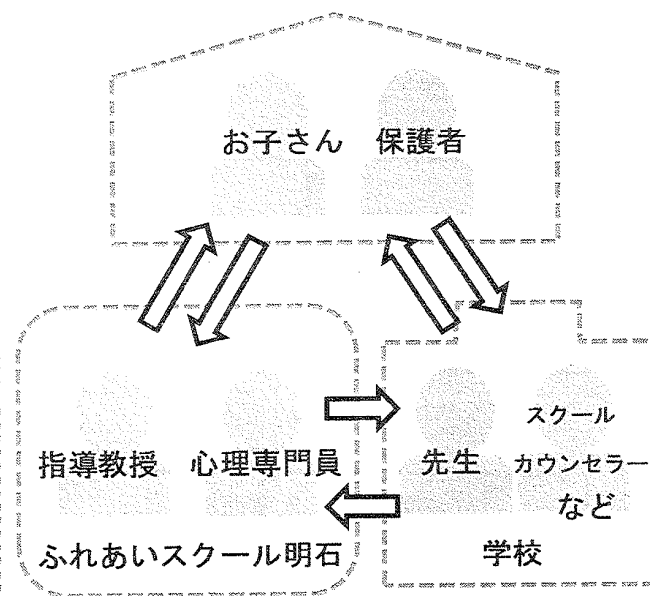 お子さん 保護者
指導教授 心理専門員
ふれあいスクール明石
先生 スクール
カウンセラー
など
学校